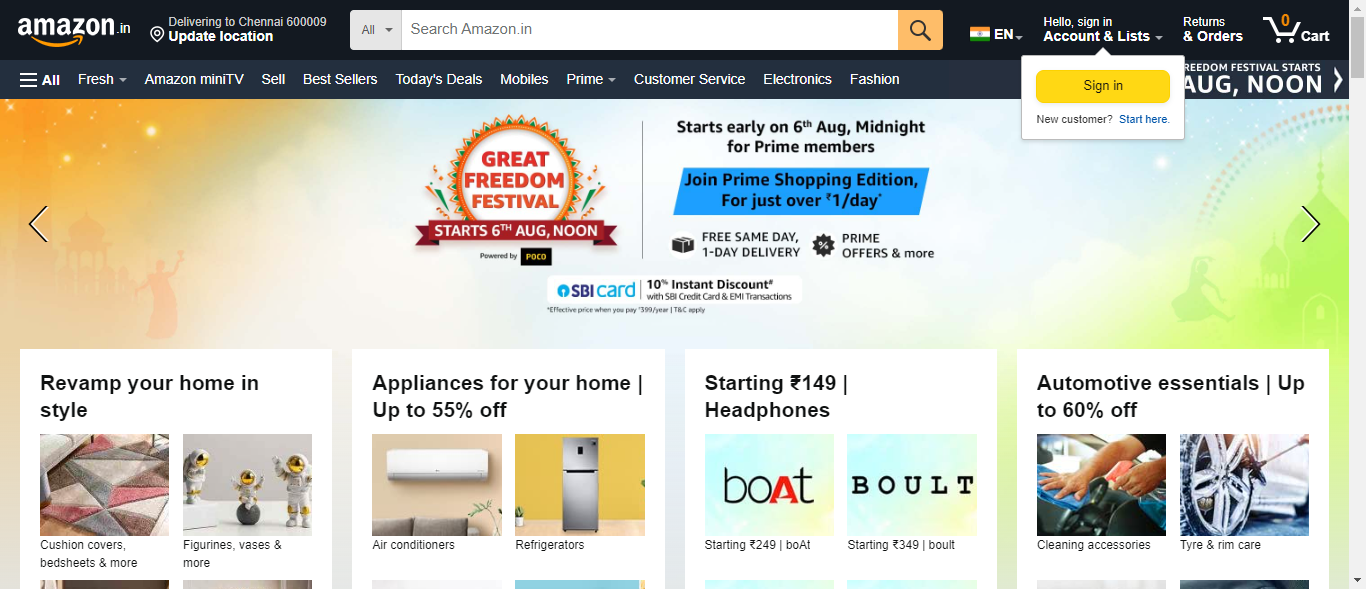 amazon.in
Delivering to Chennai 600009
Update location
All
Search Amazon.in
EN
Hello, sign in
Account & Lists
Returns
& Orders
0
Cart
All
Fresh
Amazon miniTV
Sell
Best Sellers
Today's Deals
Mobiles
Prime
Customer Service
Electronics
Fashion
REEDOM FESTIVAL STARTS
AUG, NOON
Sign in
New customer? Start here.
GREAT
FREEDOM
FESTIVAL
STARTS 6TH AUG, NOON
Powered by POCO
Starts early on 6th Aug, Midnight
for Prime members
Join Prime Shopping Edition,
For just over ₹1/day*
FREE SAME DAY,
1-DAY DELIVERY
%
PRIME
OFFERS & more
SBI card
10% Instant Discount#
with SBI Credit Card & EMI Transactions
*Effective price when you pay ₹399/year | T&C apply
Revamp your home in
style
Cushion covers,
bedsheets & more
Figurines, vases &
more
Appliances for your home |
Up to 55% off
Air conditioners
Refrigerators
Starting ₹149 |
Headphones
boAt
BOULT
Starting ₹249 | boAt
Starting ₹349 | boult
Automotive essentials | Up
to 60% off
Cleaning accessories
Tyre & rim care